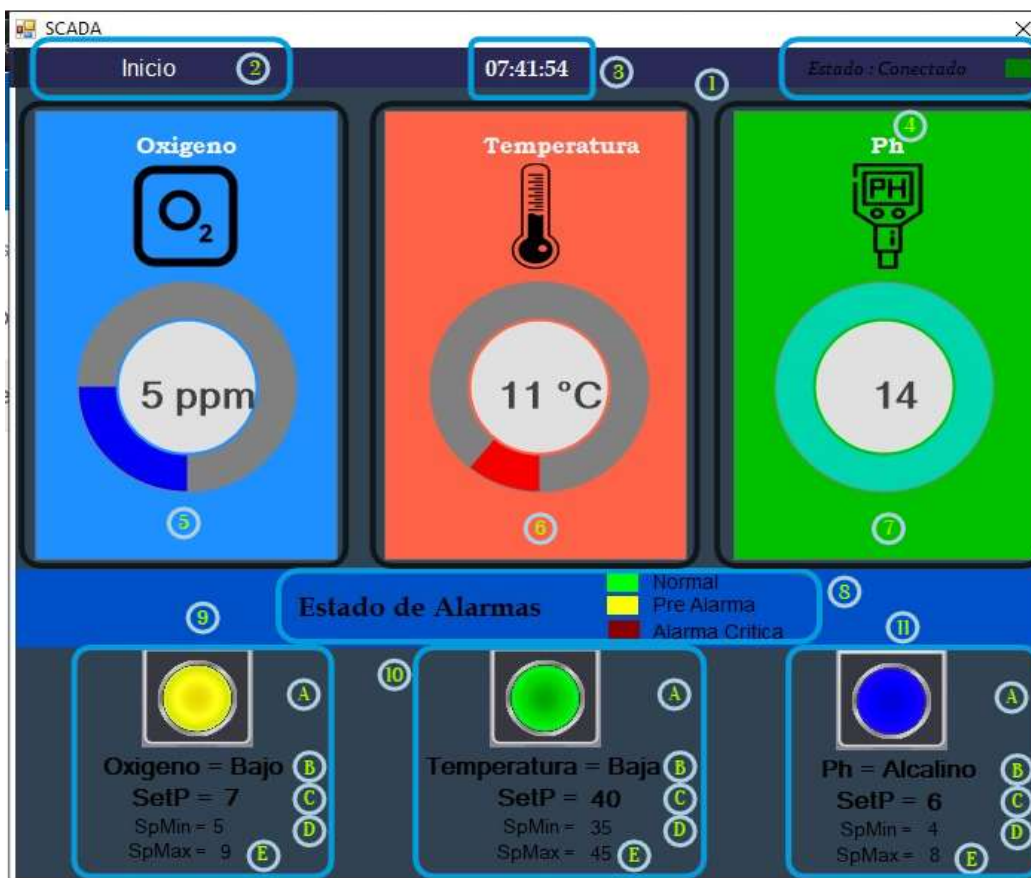 SCADA
Inicio 2 07:41:54 3 Estado : Conectado
1
4
Oxigeno Temperatura Ph
O2 PH
5 ppm 11 °C 14
5 6 7
Estado de Alarmas
Normal
Pre Alarma
Alarma Critica
8
9 11
10
A A A
Oxigeno = Bajo B Temperatura = Baja B Ph = Alcalino B
SetP = 7 C SetP = 40 C SetP = 6 C
SpMin = 5 D SpMin = 35 D SpMin = 4 D
SpMax = 9 E SpMax = 45 E SpMax = 8 E